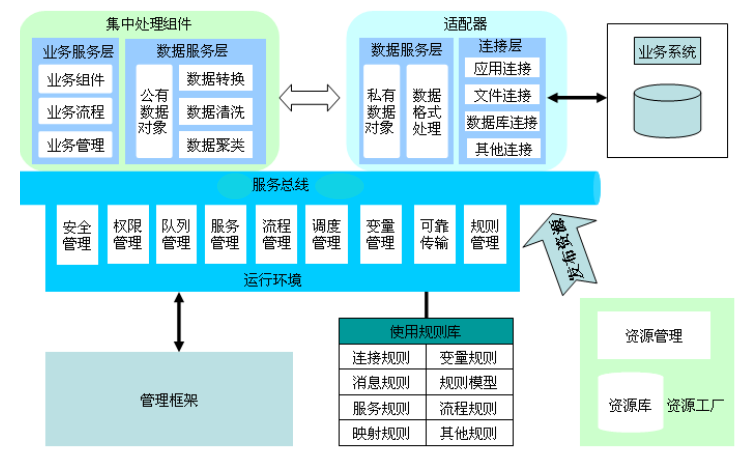 集中处理组件
业务服务层
业务组件
业务流程
业务管理
数据服务层
公有
数据
对象
数据转换
数据清洗
数据聚类
适配器
数据服务层
私有
数据
对象
数据
格式
处理
连接层
应用连接
文件连接
数据库连接
其他连接
业务系统
服务总线
安全
管理
权限
管理
队列
管理
服务
管理
流程
管理
调度
管理
变量
管理
可靠
传输
规则
管理
运行环境
发布资源
管理框架
使用规则库
连接规则
变量规则
消息规则
规则模型
服务规则
流程规则
映射规则
其他规则
资源管理
资源库
资源工厂